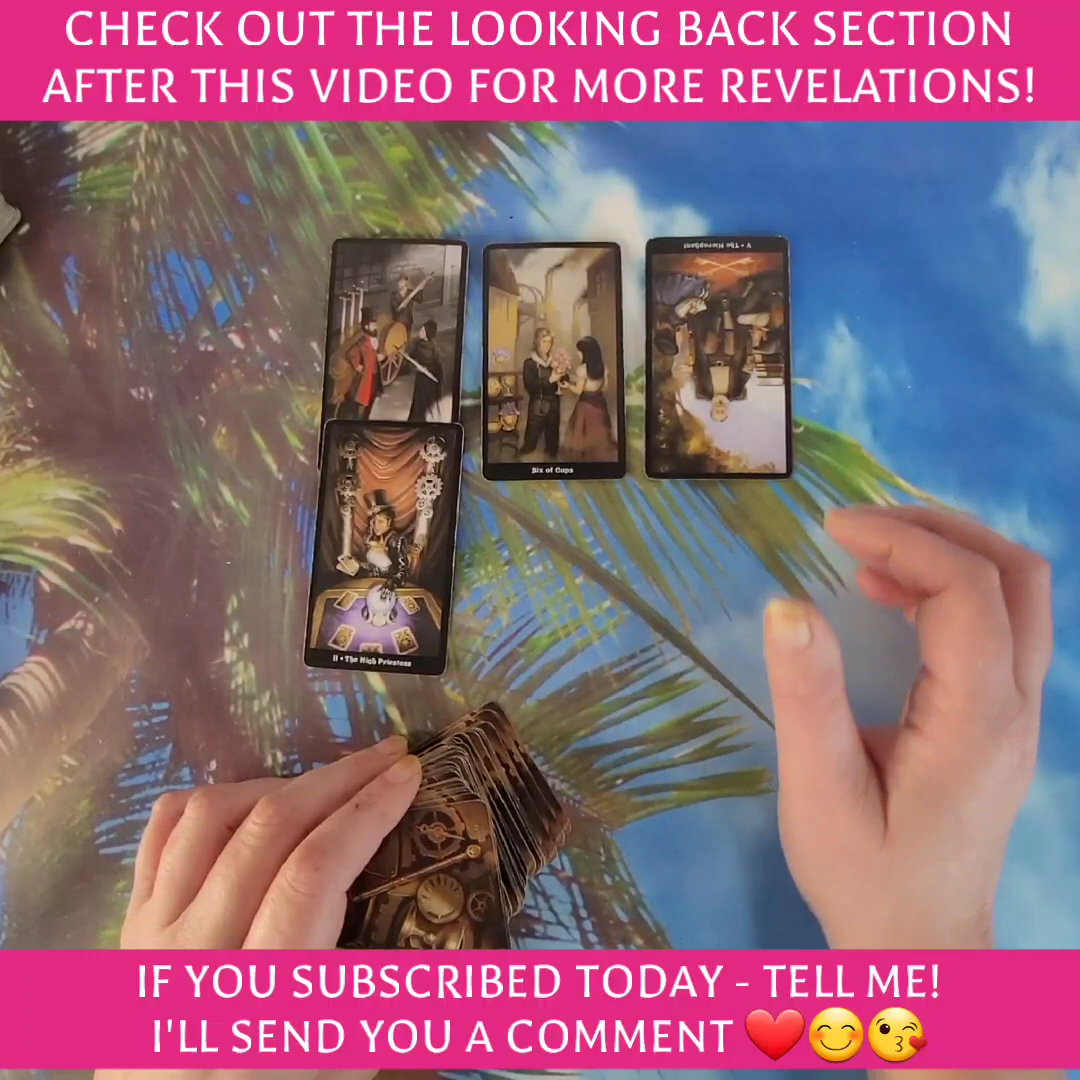 CHECK OUT THE LOOKING BACK SECTION
AFTER THIS VIDEO FOR MORE REVELATIONS!
V • The Hierophant
Six of Cups
II • The High Priestess
IF YOU SUBSCRIBED TODAY - TELL ME!
I'LL SEND YOU A COMMENT ❤️😊😘